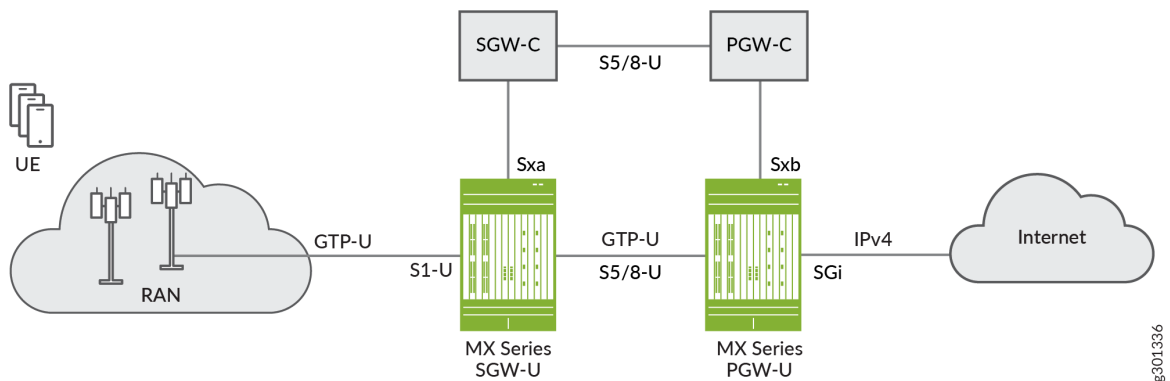 SGW-C
PGW-C
S5/8-U
UE
Sxa
Sxb
GTP-U
GTP-U
IPv4
Internet
S1-U
S5/8-U
SGi
RAN
MX Series
SGW-U
MX Series
PGW-U
g301336